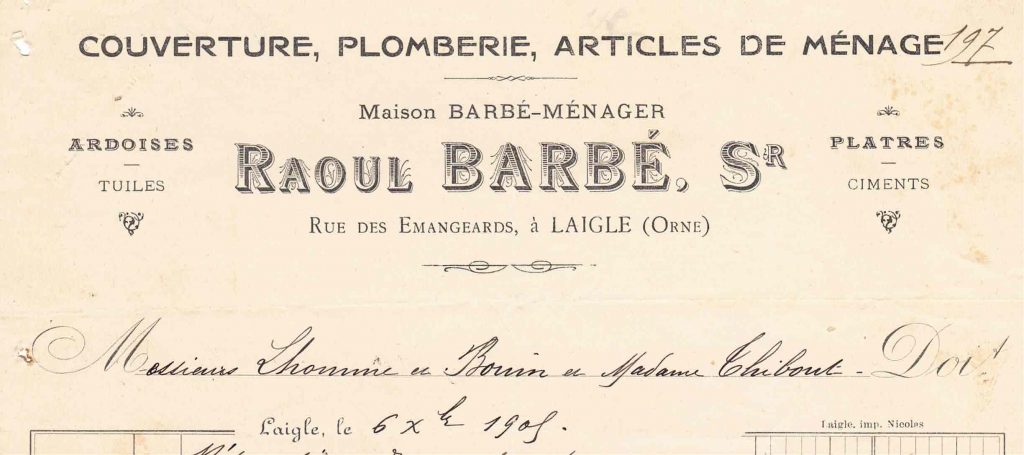 COUVERTURE, PLOMBERIE, ARTICLES DE MÉNAGE 197
Maison BARBÉ-MÉNAGER
ARDOISES
TUILES
RAOUL BARBÉ, SR
PLATRES
CIMENTS
RUE DES EMANGEARDS, à LAIGLE (ORNE)
Messieurs Lhomme et Bouin et Madame Thibout - Doit
Laigle, le 6 Xbre 1905.
Laigle, imp. Nicolas